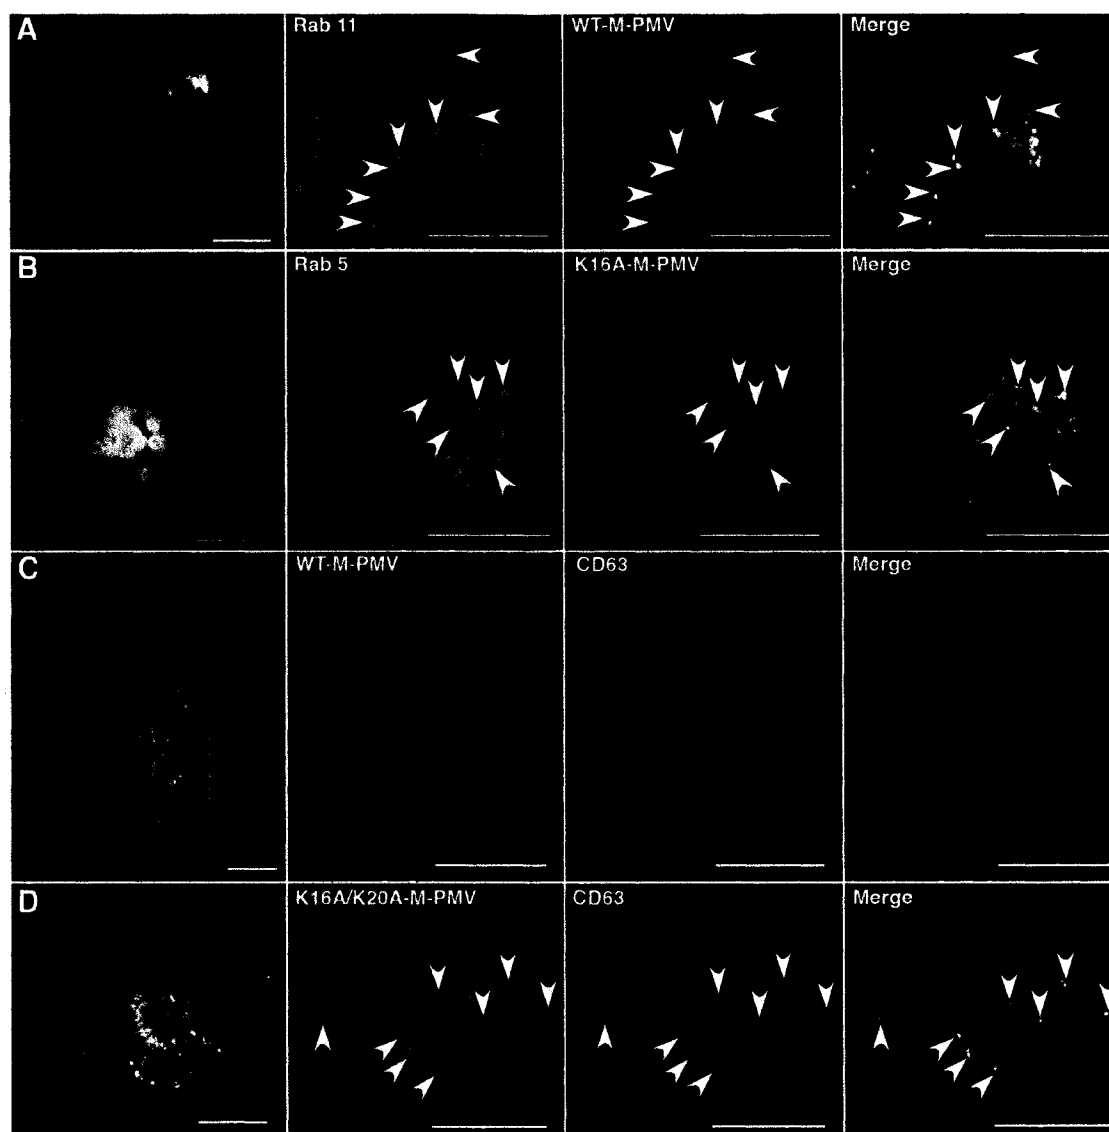 A
Rab 11
WT-M-PMV
Merge
B
Rab 5
K16A-M-PMV
Merge
C
WT-M-PMV
CD63
Merge
D
K16A/K20A-M-PMV
CD63
Merge